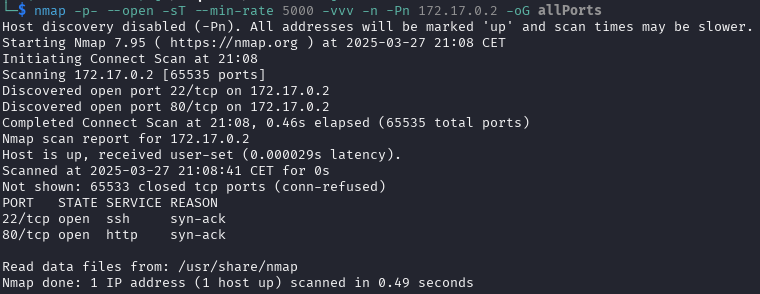 └─$ nmap -p- --open -sT --min-rate 5000 -vvv -n -Pn 172.17.0.2 -oG allPorts
Host discovery disabled (-Pn). All addresses will be marked 'up' and scan times may be slower.
Starting Nmap 7.95 ( https://nmap.org ) at 2025-03-27 21:08 CET
Initiating Connect Scan at 21:08
Scanning 172.17.0.2 [65535 ports]
Discovered open port 22/tcp on 172.17.0.2
Discovered open port 80/tcp on 172.17.0.2
Completed Connect Scan at 21:08, 0.46s elapsed (65535 total ports)
Nmap scan report for 172.17.0.2
Host is up, received user-set (0.000029s latency).
Scanned at 2025-03-27 21:08:41 CET for 0s
Not shown: 65533 closed tcp ports (conn-refused)
PORT   STATE SERVICE REASON
22/tcp open  ssh     syn-ack
80/tcp open  http    syn-ack

Read data files from: /usr/share/nmap
Nmap done: 1 IP address (1 host up) scanned in 0.49 seconds